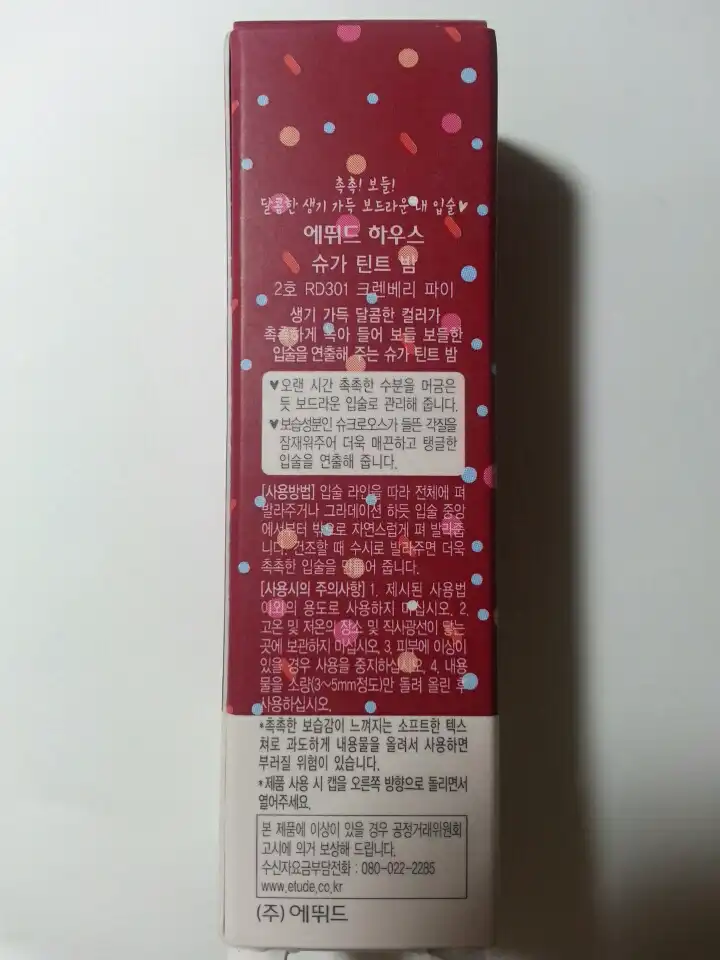 촉촉! 보들!
달콤한 생기 가득 보드라운 내 입술♥
에뛰드 하우스
슈가 틴트 밤
2호 RD301 크렌베리 파이
생기 가득 달콤한 컬러가
촉촉하게 녹아 들어 보들 보들한
입술을 연출해 주는 슈가 틴트 밤
♥오랜 시간 촉촉한 수분을 머금은
듯 보드라운 입술로 관리해 줍니다.
♥보습성분인 슈크로오스가 들뜬 각질을
잠재워주어 더욱 매끈하고 탱글한
입술을 연출해 줍니다.
[사용방법] 입술 라인을 따라 전체에 펴
발라주거나 그라데이션 하듯 입술 중앙
에서부터 밖으로 자연스럽게 펴 발라줍
니다. 건조할 때 수시로 발라주면 더욱
촉촉한 입술을 만들어 줍니다.
[사용시의 주의사항] 1. 제시된 사용법
이외의 용도로 사용하지 마십시오. 2.
고온 및 저온의 장소 및 직사광선이 닿는
곳에 보관하지 마십시오. 3. 피부에 이상이
있을 경우 사용을 중지하십시오. 4. 내용
물을 소량(3~5mm정도)만 돌려 올린 후
사용하십시오.
*촉촉한 보습감이 느껴지는 소프트한 텍스
쳐로 과도하게 내용물을 올려서 사용하면
부러질 위험이 있습니다.
*제품 사용 시 캡을 오른쪽 방향으로 돌리면서
열어주세요.
본 제품에 이상이 있을 경우 공정거래위원회
고시에 의거 보상해 드립니다.
수신자요금부담전화 : 080-022-2285
www.etude.co.kr
(주) 에뛰드